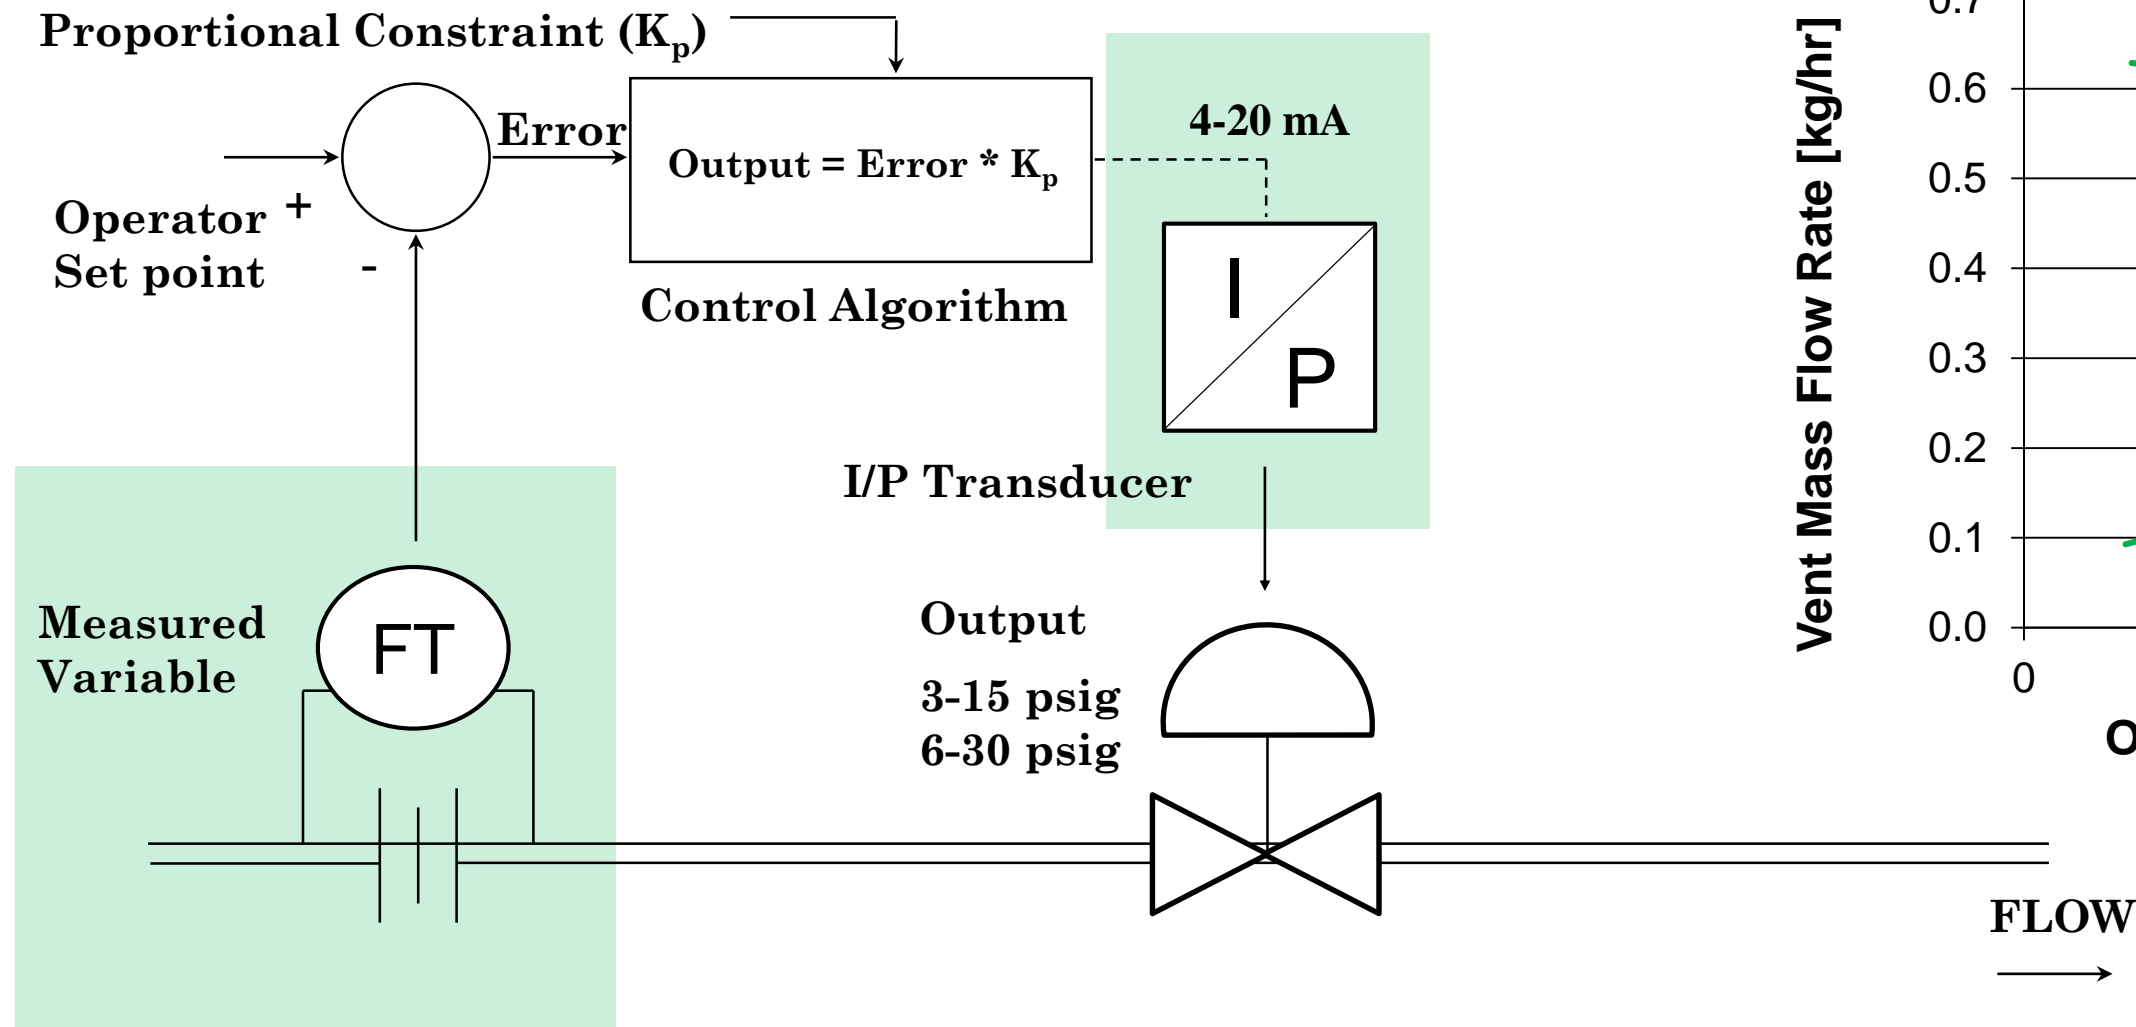 Proportional Constraint (Kp)
Error
Output = Error * Kp
4-20 mA
+
Operator
Set point
-
Control Algorithm
I
P
I/P Transducer
Measured
Variable
FT
Output
3-15 psig
6-30 psig
FLOW
Vent Mass Flow Rate [kg/hr]
0.7
0.6
0.5
0.4
0.3
0.2
0.1
0.0
0